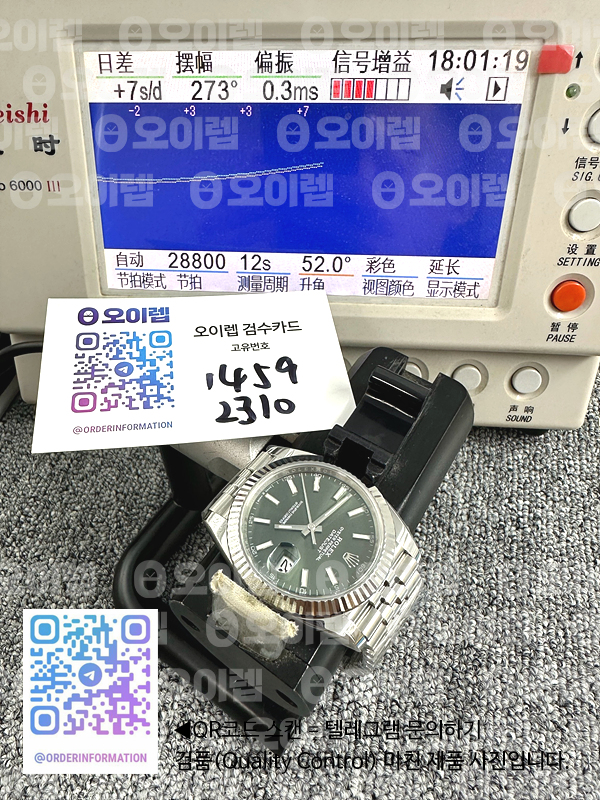 日差 摆幅 偏振 信号增益 18:01:19
+7s/d 273° 0.3ms
-2 +3 +3 +7
eishi
时
6000 III
信号
SIG.
自动 28800 12s 52.0° 彩色 延长
节拍模式 节拍 测量周期 升角 视图颜色 显示模式
设置
SETTING
暂停
PAUSE
声响
SOUND
오이렙
오이렙 검수카드
고유번호
1459
2310
@ORDERINFORMATION
ROLEX
DATEJUST
오이렙
@ORDERINFORMATION
◀QR코드 스캔 = 텔레그램 문의하기
검품(Quality Control) 마친 제품 사진입니다.